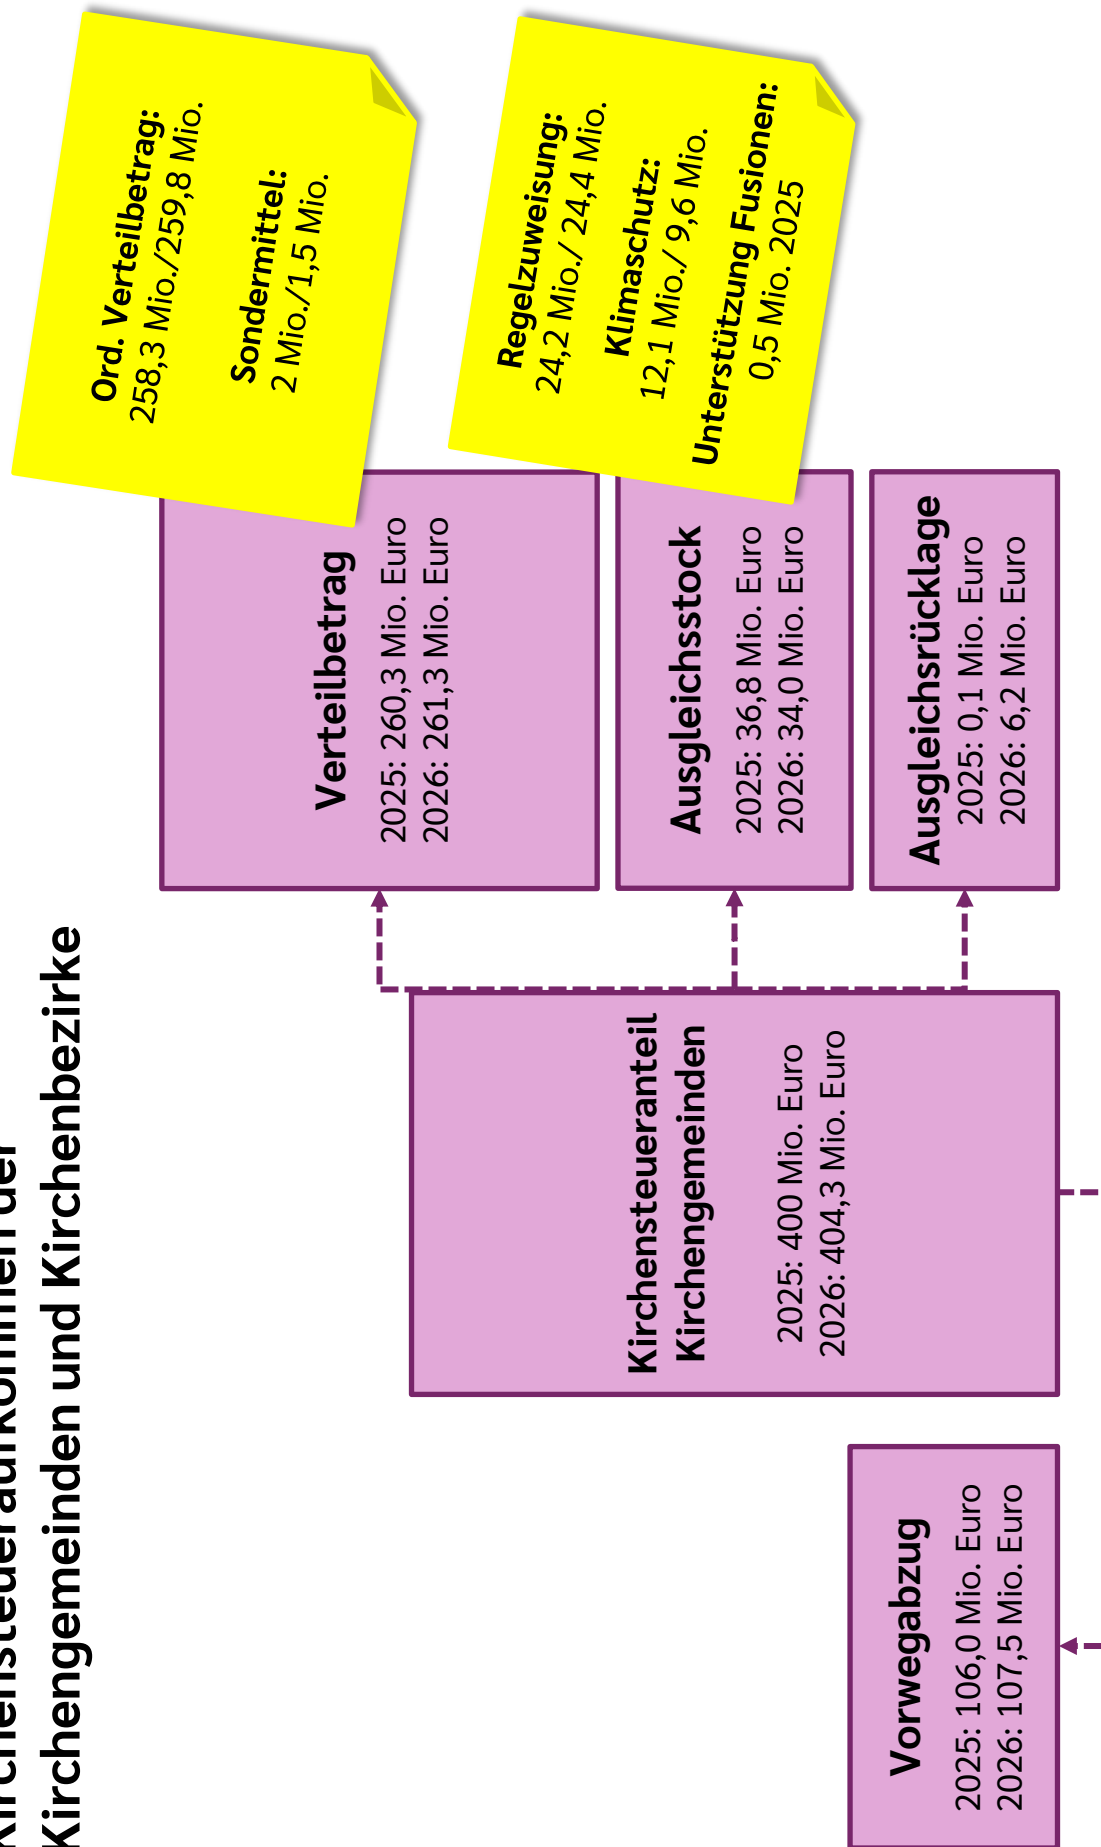 Kirchensteueraufkommen der
Kirchengemeinden und Kirchenbezirke
Vorwegabzug
2025: 106,0 Mio. Euro
2026: 107,5 Mio. Euro
Kirchensteueranteil
Kirchengemeinden
2025: 400 Mio. Euro
2026: 404,3 Mio. Euro
Verteilbetrag
2025: 260,3 Mio. Euro
2026: 261,3 Mio. Euro
Ausgleichsstock
2025: 36,8 Mio. Euro
2026: 34,0 Mio. Euro
Ausgleichsrücklage
2025: 0,1 Mio. Euro
2026: 6,2 Mio. Euro
Ord. Verteilbetrag:
258,3 Mio./259,8 Mio.
Sondermittel:
2 Mio./1,5 Mio.
Regelzuweisung:
24,2 Mio./ 24,4 Mio.
Klimaschutz:
12,1 Mio./ 9,6 Mio.
Unterstützung Fusionen:
0,5 Mio. 2025